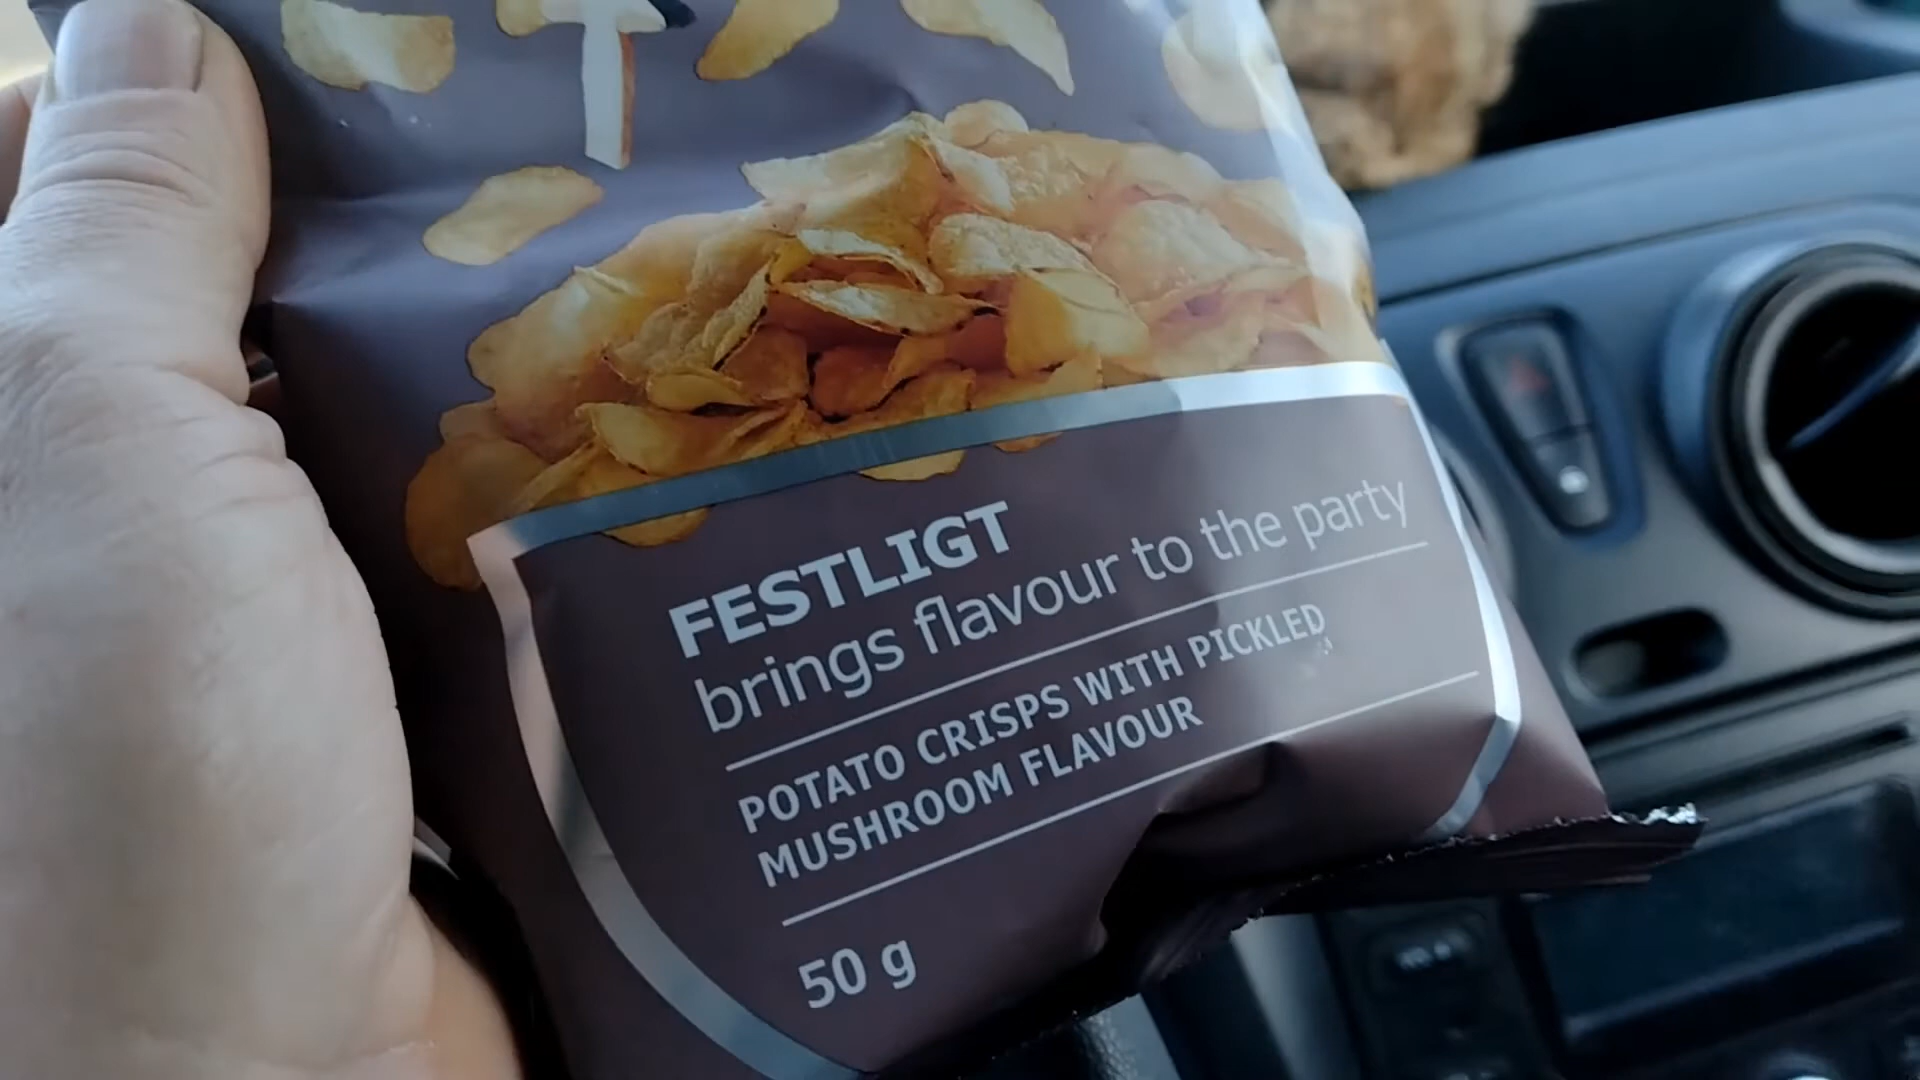 FESTLIGT
brings flavour to the party
POTATO CRISPS WITH PICKLED
MUSHROOM FLAVOUR
50 g